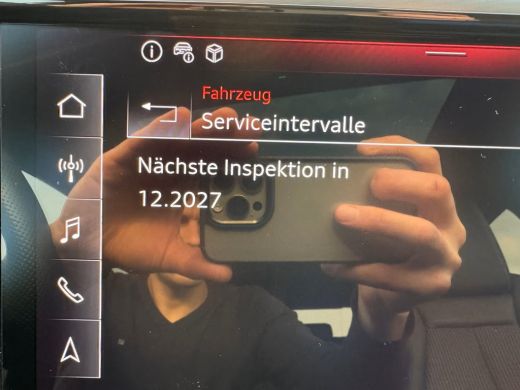 Fahrzeug
Serviceintervalle
Nächste Inspektion in
12.2027